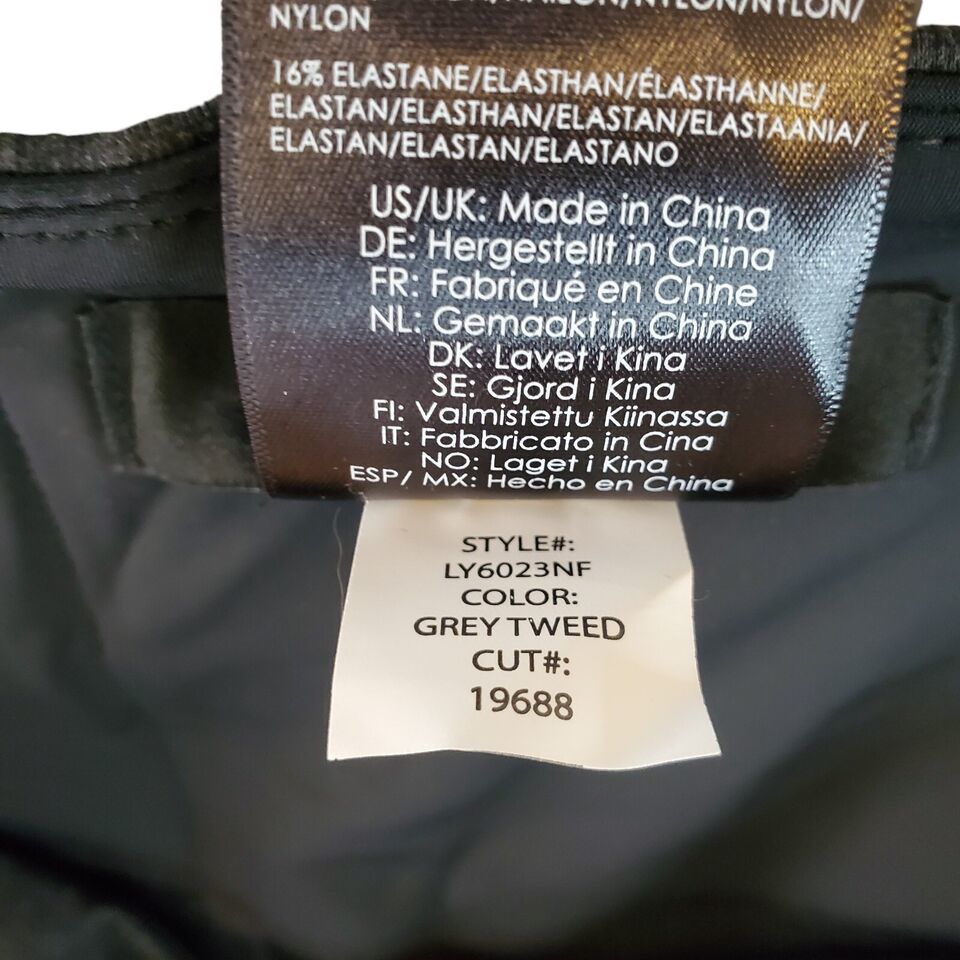 NYLON/NYLON/
NYLON
16% ELASTANE/ELASTHAN/ÉLASTHANNE/
ELASTAN/ELASTHAN/ELASTAN/ELASTAANIA/
ELASTAN/ELASTAN/ELASTANO
US/UK: Made in China
DE: Hergestellt in China
FR: Fabriqué en Chine
NL: Gemaakt in China
DK: Lavet i Kina
SE: Gjord i Kina
FI: Valmistettu Kiinassa
IT: Fabbricato in Cina
NO: Laget i Kina
ESP/ MX: Hecho en China
STYLE#:
LY6023NF
COLOR:
GREY TWEED
CUT#:
19688